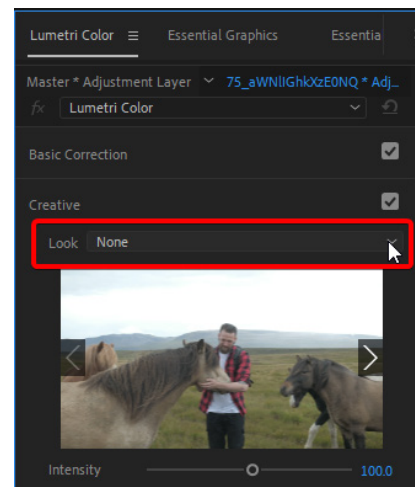 Lumetri Color Essential Graphics Essentia
Master * Adjustment Layer 75_aWNlIGhkXzE0NQ * Adj...
fx Lumetri Color
Basic Correction
Creative
Look None
Intensity 100.0